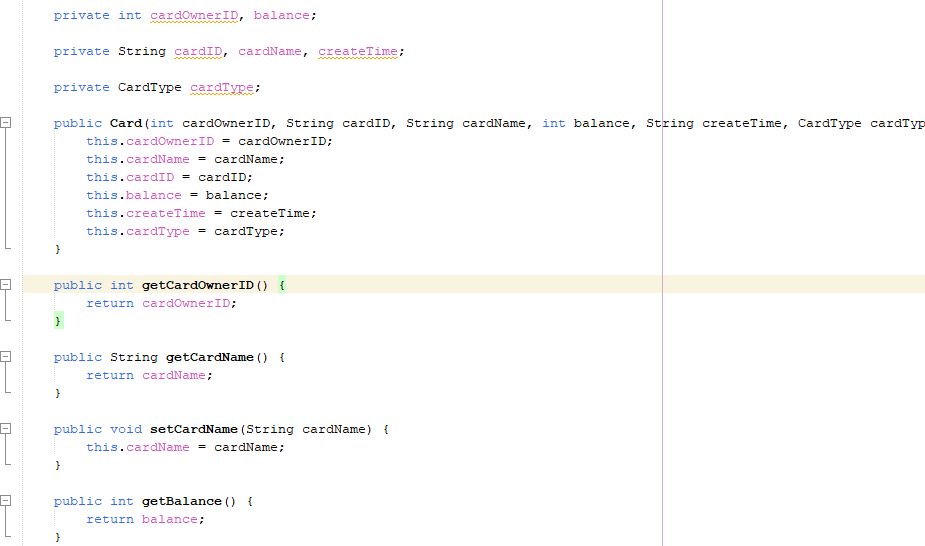 private int cardOwnerID, balance;
private String cardID, cardName, createTime;
private CardType cardType;
public Card(int cardOwnerID, String cardID, String cardName, int balance, String createTime, CardType cardTyp
this.cardOwnerID = cardOwnerID;
this.cardName = cardName;
this.cardID = cardID;
this.balance = balance;
this.createTime = createTime;
this.cardType = cardType;
}
public int getCardOwnerID() {
return cardOwnerID;
}
public String getCardName() {
return cardName;
}
public void setCardName(String cardName) {
this.cardName = cardName;
}
public int getBalance() {
return balance;
}